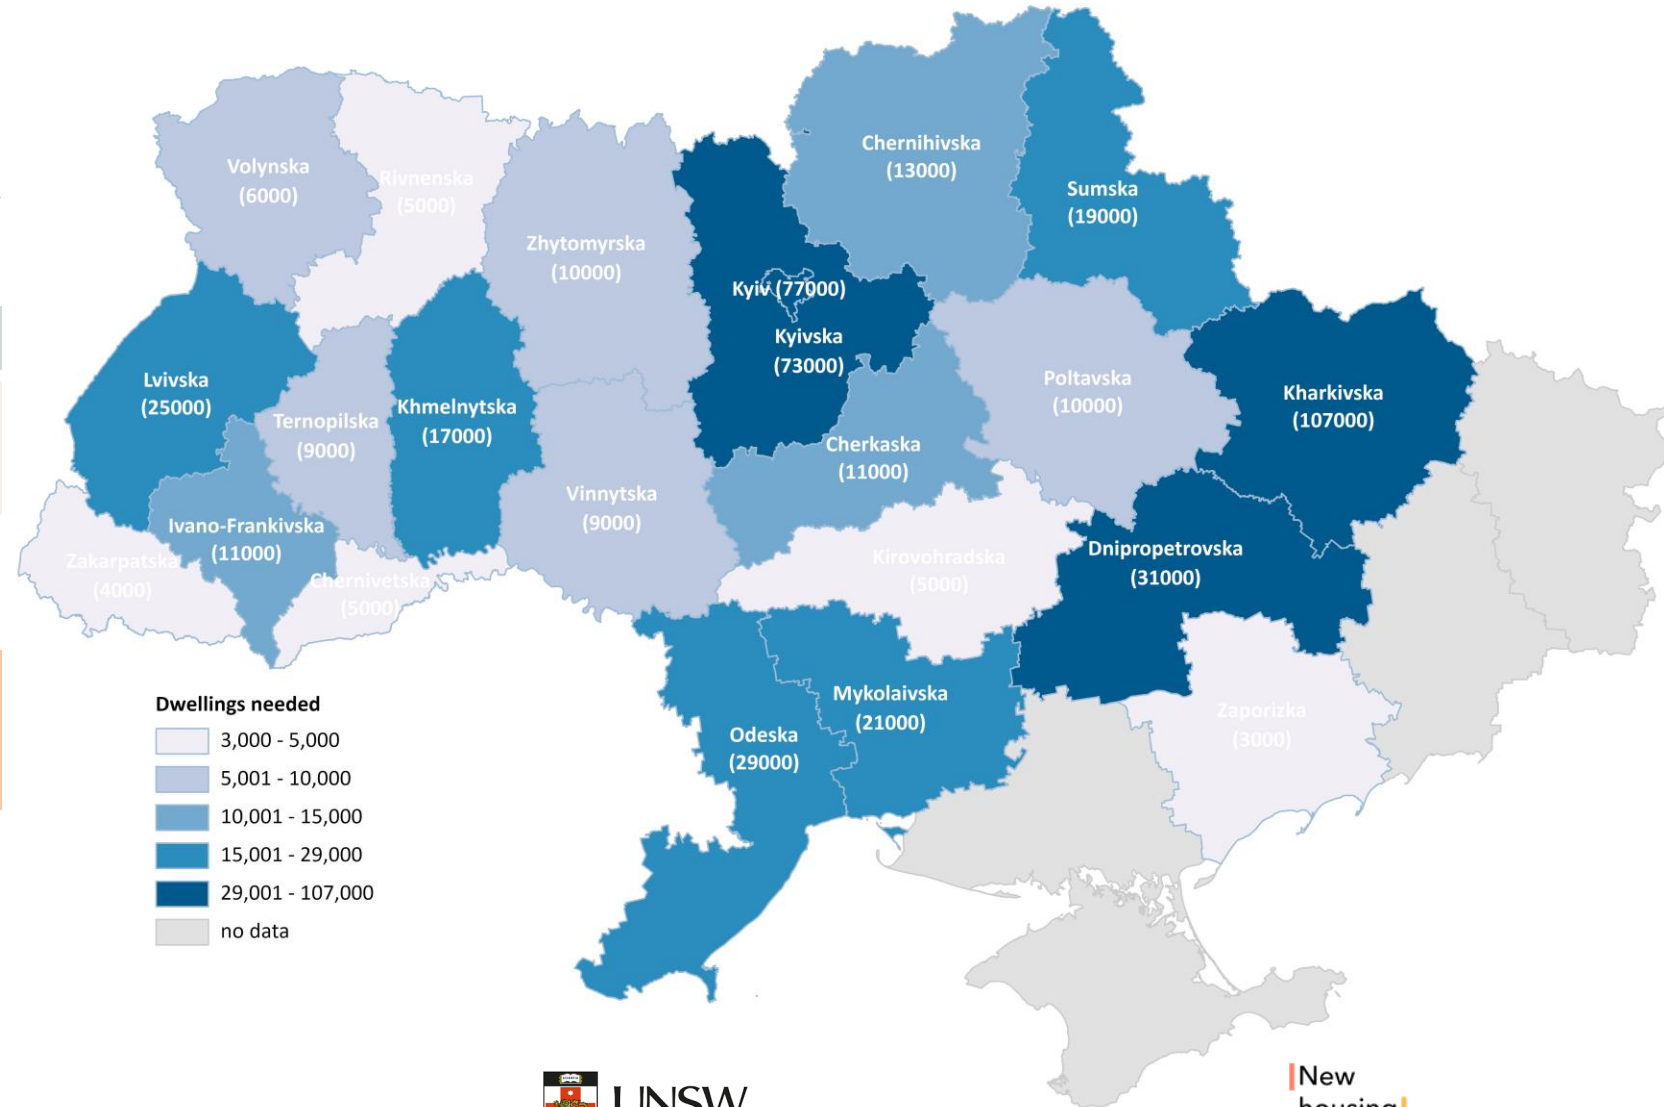 Chernihivska
(13000)
Volynska
(6000)
Rivnenska
(5000)
Sumska
(19000)
Zhytomyrska
(10000)
Kyiv (77000)
Kyivska
(73000)
Lvivska
(25000)
Ternopilska
(9000)
Khmelnytska
(17000)
Poltavska
(10000)
Kharkivska
(107000)
Cherkaska
(11000)
Vinnytska
(9000)
Ivano-Frankivska
(11000)
Zakarpatska
(4000)
Chernivetska
(5000)
Kirovohradska
(5000)
Dnipropetrovska
(31000)
Mykolaivska
(21000)
Odeska
(29000)
Zaporizka
(3000)
Dwellings needed
3,000 - 5,000
5,001 - 10,000
10,001 - 15,000
15,001 - 29,000
29,001 - 107,000
no data
UNSW
New
housing